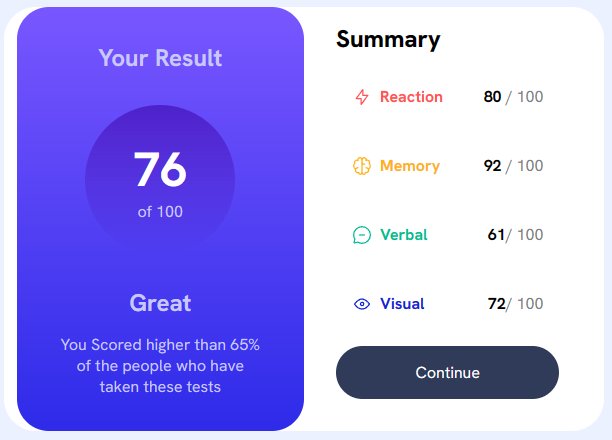 Your Result
76
of 100
Great
You Scored higher than 65%
of the people who have
taken these tests
Summary
Reaction 80 / 100
Memory 92 / 100
Verbal 61/ 100
Visual 72/ 100
Continue